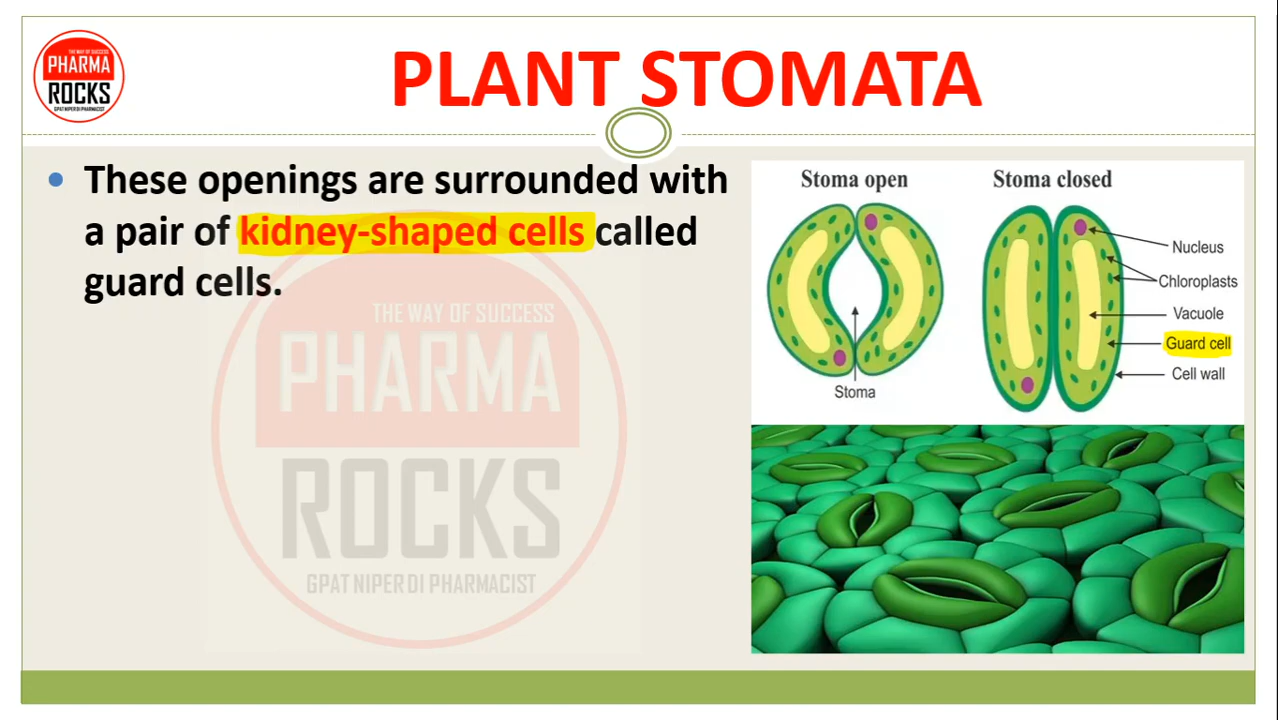 THE WAY OF SUCCESS
PHARMA
ROCKS
GPAT NIPER DI PHARMACIST
PLANT STOMATA
• These openings are surrounded with
a pair of kidney-shaped cells called
guard cells.
THE WAY OF SUCCESS
PHARMA
ROCKS
GPAT NIPER DI PHARMACIST
Stoma open
Stoma closed
Nucleus
Chloroplasts
Vacuole
Guard cell
Cell wall
Stoma